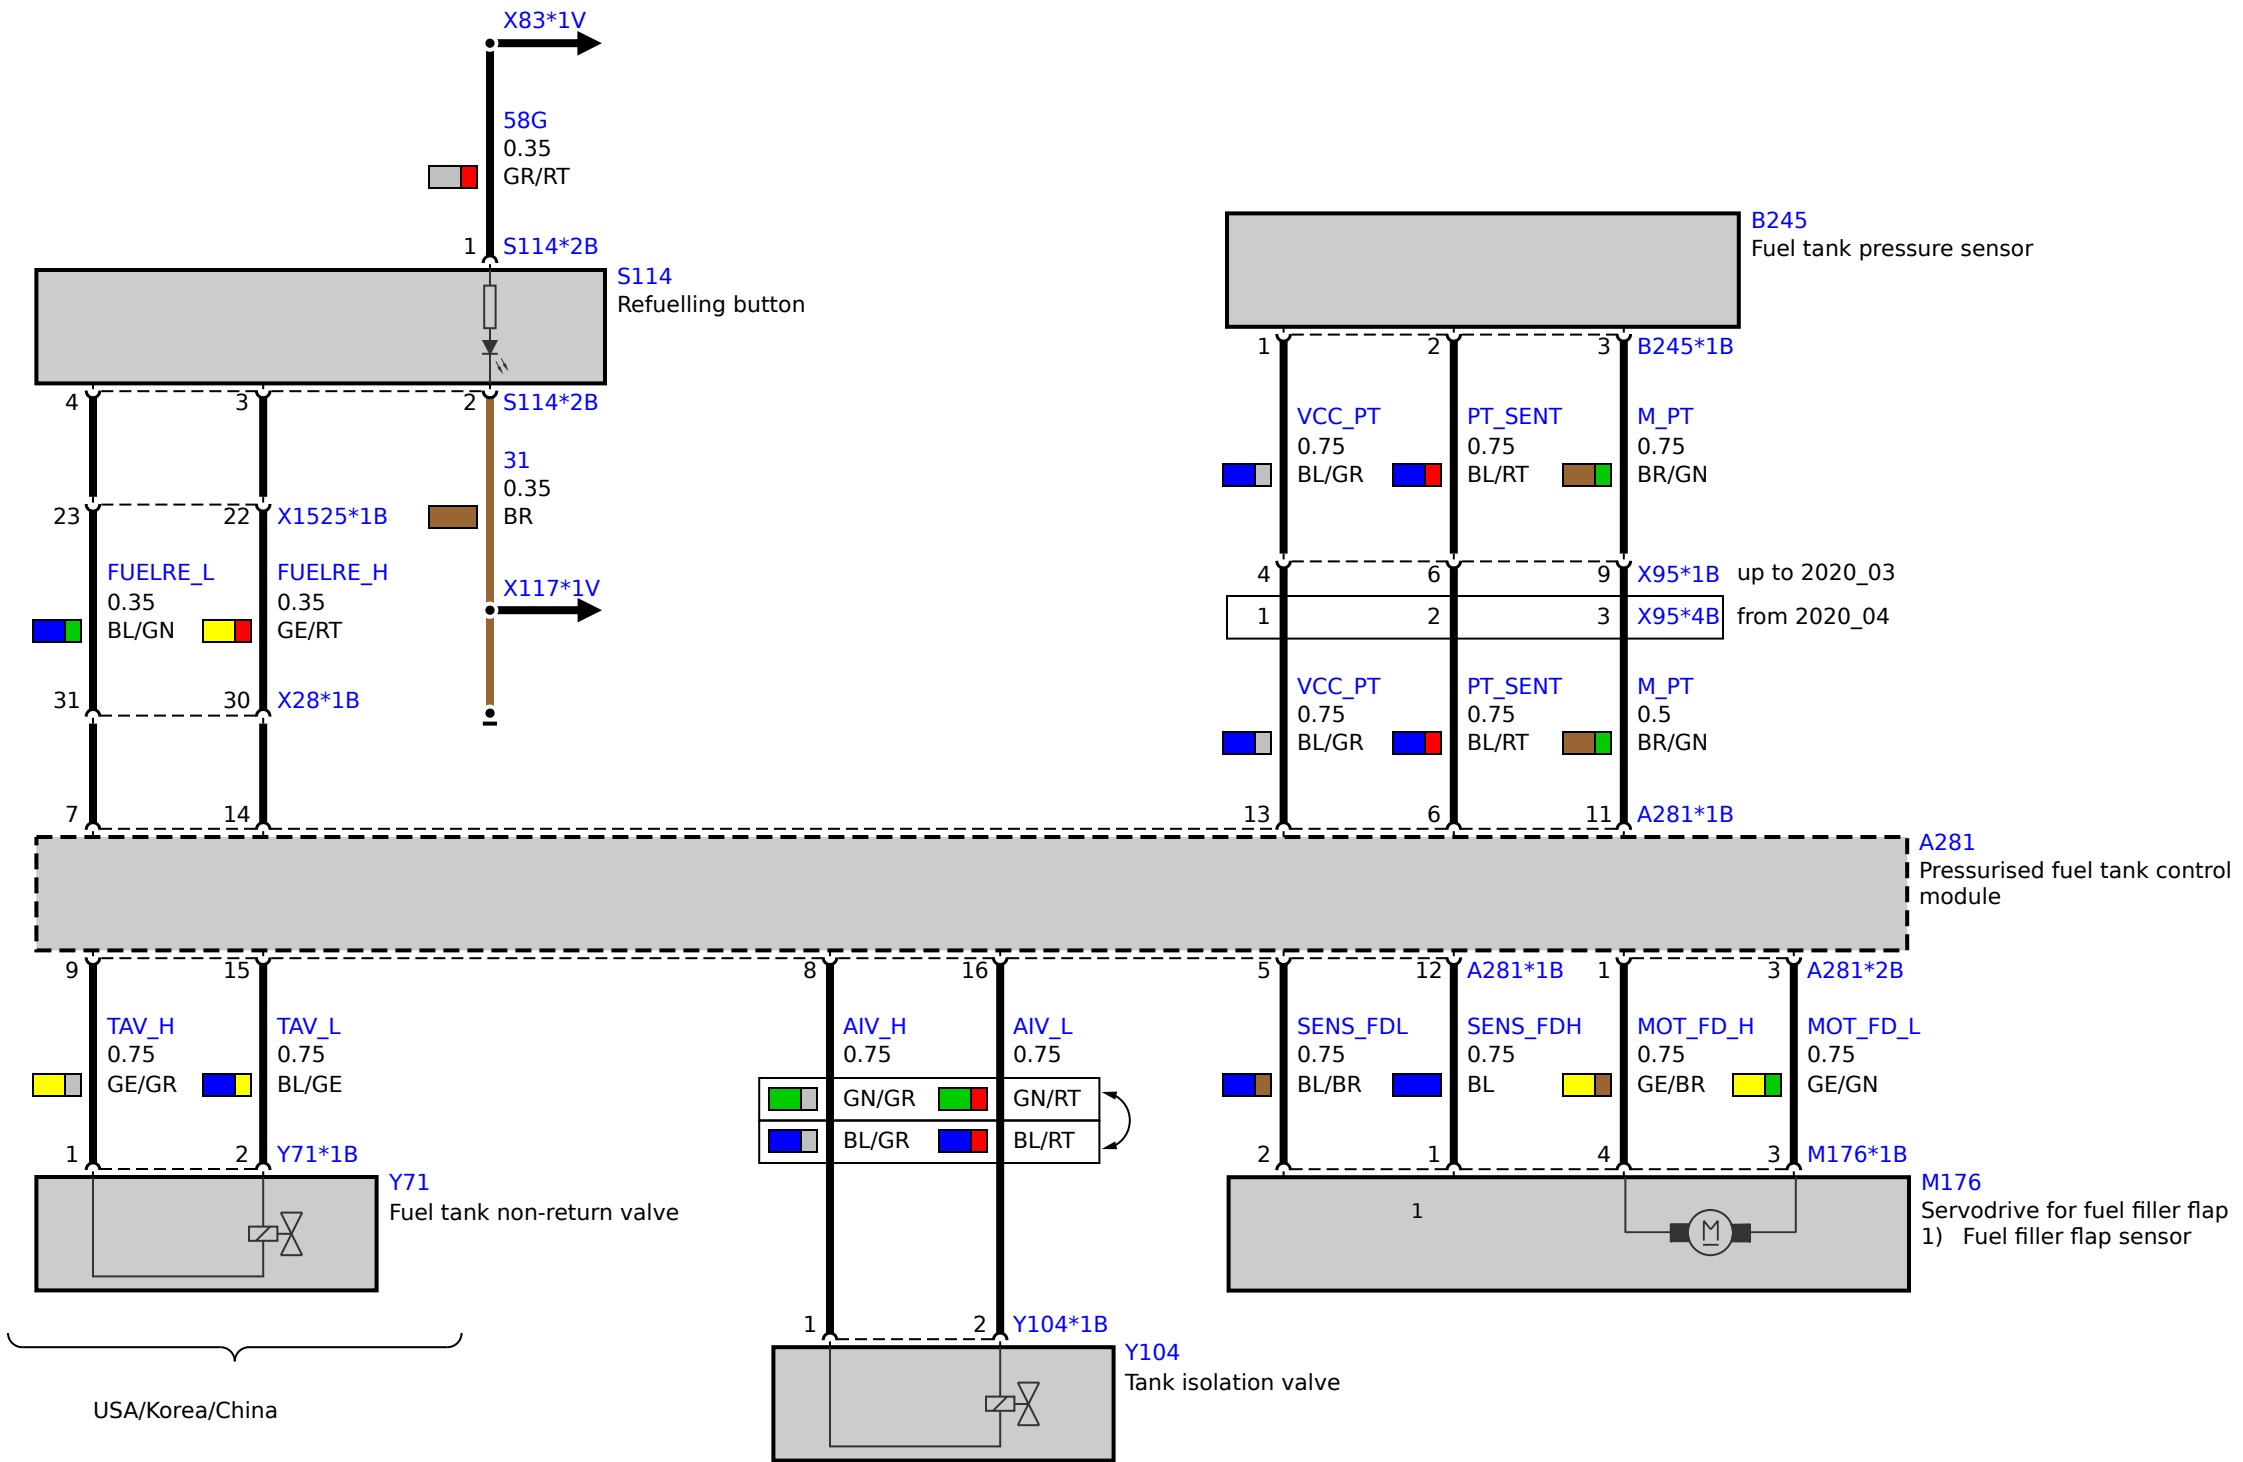 X83*1V
58G
0.35
GR/RT
1 S114*2B
S114
Refuelling button
4 3 2 S114*2B
31
0.35
BR
23 22 X1525*1B
FUELRE_L FUELRE_H
0.35 0.35
BL/GN GE/RT
X117*1V
31 30 X28*1B
B245
Fuel tank pressure sensor
1 2 3 B245*1B
VCC_PT PT_SENT M_PT
0.75 0.75 0.75
BL/GR BL/RT BR/GN
4 6 9 X95*1B up to 2020_03
1 2 3 X95*4B from 2020_04
VCC_PT PT_SENT M_PT
0.75 0.75 0.5
BL/GR BL/RT BR/GN
7 14 13 6 11 A281*1B
A281
Pressurised fuel tank control
module
9 15 8 16 5 12 A281*1B 1 3 A281*2B
TAV_H TAV_L AIV_H AIV_L SENS_FDL SENS_FDH MOT_FD_H MOT_FD_L
0.75 0.75 0.75 0.75 0.75 0.75 0.75 0.75
GE/GR BL/GE GN/GR GN/RT BL/BR BL GE/BR GE/GN
BL/GR BL/RT
1 2 Y71*1B 2 1 4 3 M176*1B
Y71
Fuel tank non-return valve
M176
Servodrive for fuel filler flap
1) Fuel filler flap sensor
1
M
1 2 Y104*1B
Y104
Tank isolation valve
USA/Korea/China